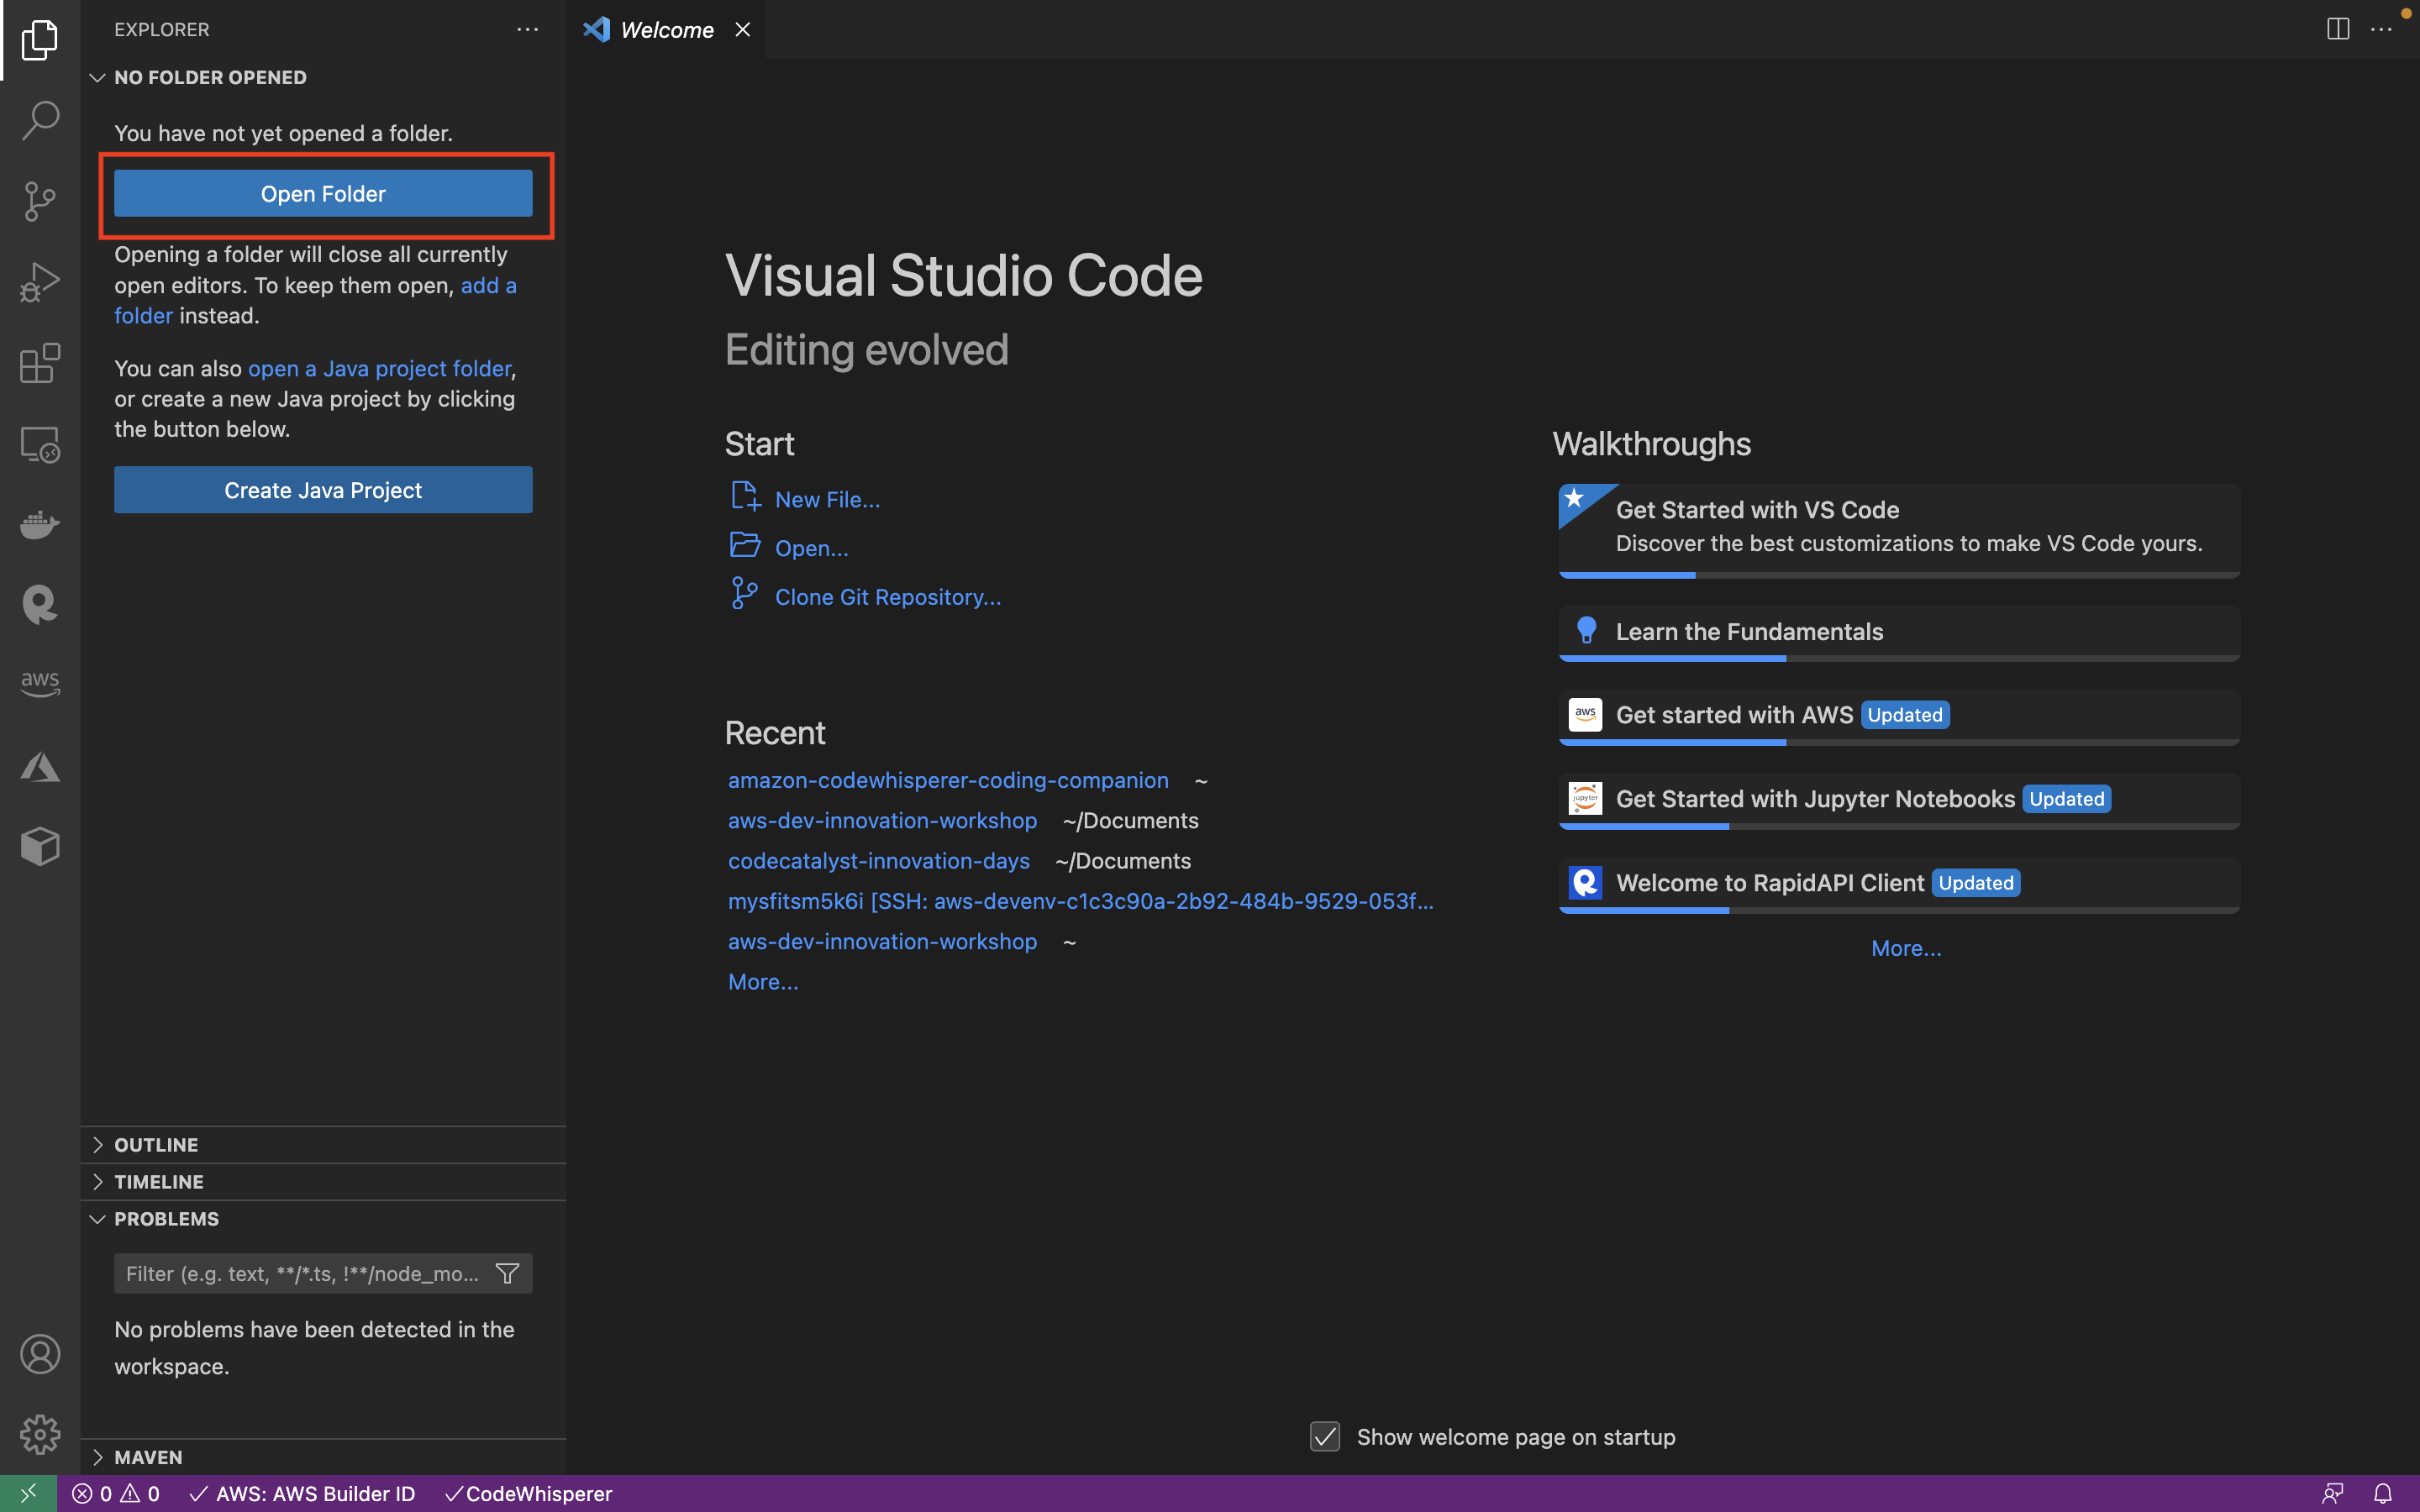 EXPLORER
NO FOLDER OPENED
You have not yet opened a folder.
Open Folder
Opening a folder will close all currently
open editors. To keep them open, add a
folder instead.
You can also open a Java project folder,
or create a new Java project by clicking
the button below.
Create Java Project
aws
OUTLINE
TIMELINE
PROBLEMS
Filter (e.g. text, **/*.ts, !**/node_mo...
No problems have been detected in the
workspace.
MAVEN
Welcome
Visual Studio Code
Editing evolved
Start
New File...
Open...
Clone Git Repository...
Recent
amazon-codewhisperer-coding-companion ~
aws-dev-innovation-workshop ~/Documents
codecatalyst-innovation-days ~/Documents
mysfitsm5k6i [SSH: aws-devenv-c1c3c90a-2b92-484b-9529-053f...
aws-dev-innovation-workshop ~
More...
Walkthroughs
Get Started with VS Code
Discover the best customizations to make VS Code yours.
Learn the Fundamentals
aws Get started with AWS Updated
jupyter Get Started with Jupyter Notebooks Updated
Welcome to RapidAPI Client Updated
More...
Show welcome page on startup
0 0 AWS: AWS Builder ID CodeWhisperer